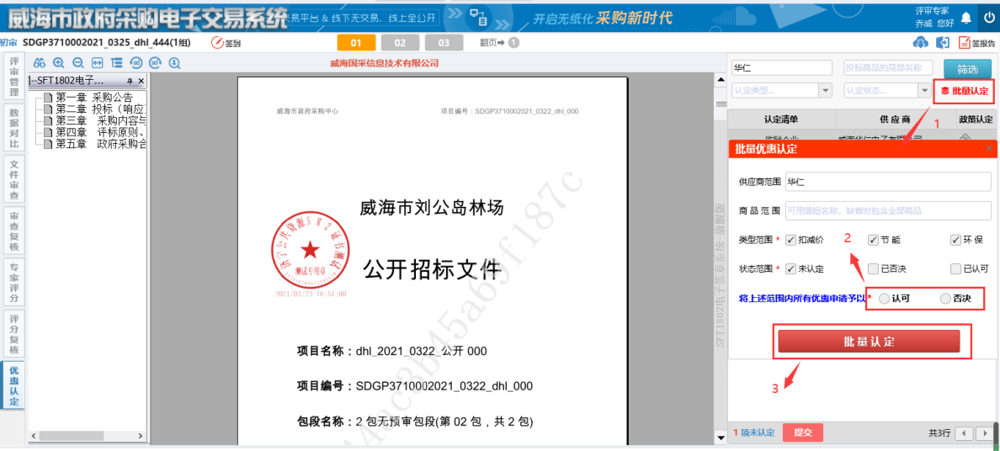 威海市政府采购电子交易系统
易平台 & 线下无交易、线上全公开
开启无纸化 采购新时代
评审专家
乔威 您好
初审 SDGP3710002021_0325_dhl_444(1组)
签到
01 02 03 翻页 1
签报告
评审管理
数据对比
文件审查
审查复核
专家评分
评分复核
优惠认定
威海国采信息技术有限公司
--SFT1802电子...
第一章 采购公告
第二章 投标（响应
第三章 采购内容与
第四章 评标原则、
第五章 政府采购合
威海市政府采购中心
项目编号：SDGP3710002021_0322_dhl_000
威海市刘公岛林场
公开招标文件
测试专用章
2021/03/23 16:51:00
项目名称：dhl_2021_0322_公开 000
项目编号：SDGP3710002021_0322_dhl_000
包段名称：2 包无预审包段(第 02 包，共 2 包)
SFT1802电子签章系统-旗舰版
华仁
投标商品的局部名称
筛选
认定类型...
认定状态...
批量认定
认定清单 供 应 商 政策认定
1
批量优惠认定
供应商范围 华仁
商 品 范 围 可用简短名称，缺省时包含全部商品
类型范围 * 扣减价 节 能 环 保
2
状态范围 * 未认定 已否决 已认可
将上述范围内所有优惠申请予以 * 认可 否决
批 量 认 定
3
1 项未认定 提交 共3行